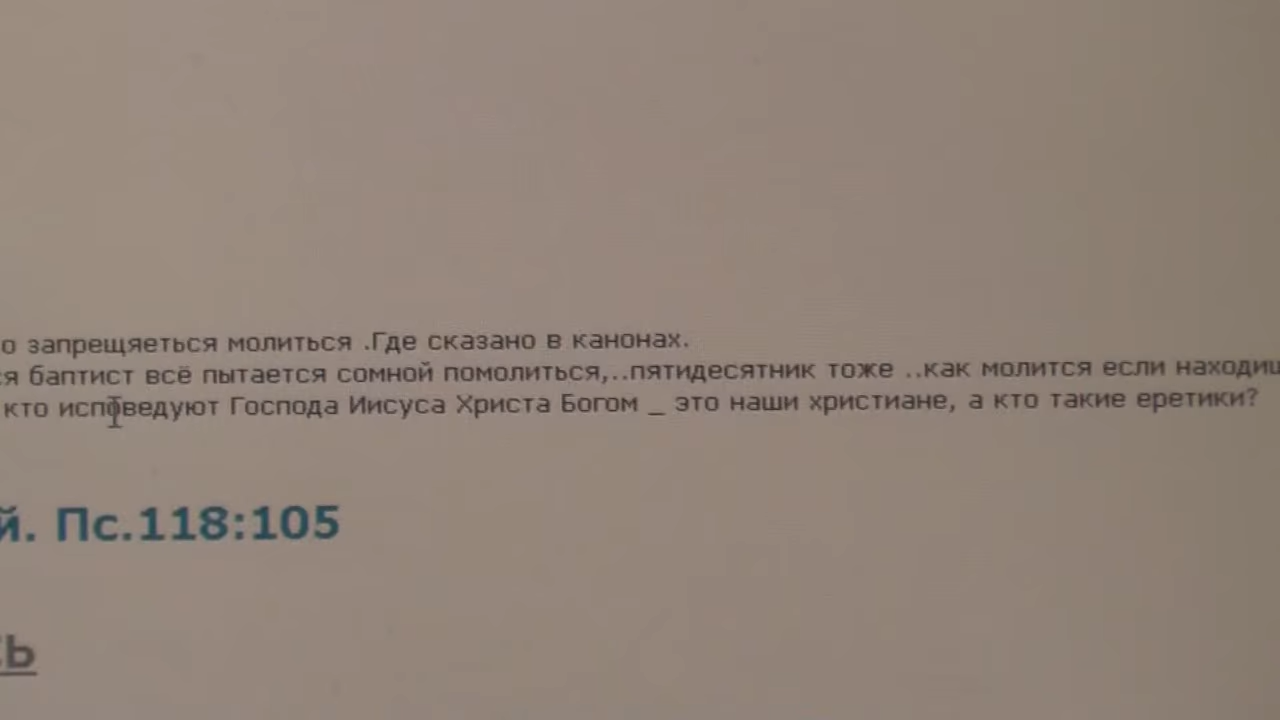 о запрещяеться молиться .Где сказано в канонах.
ся баптист всё пытается сомной помолиться,..пятидесятник тоже ..как молится если находиш
кто исповедуют Господа Иисуса Христа Богом _ это наши христиане, а кто такие еретики?
й. Пс.118:105
сь